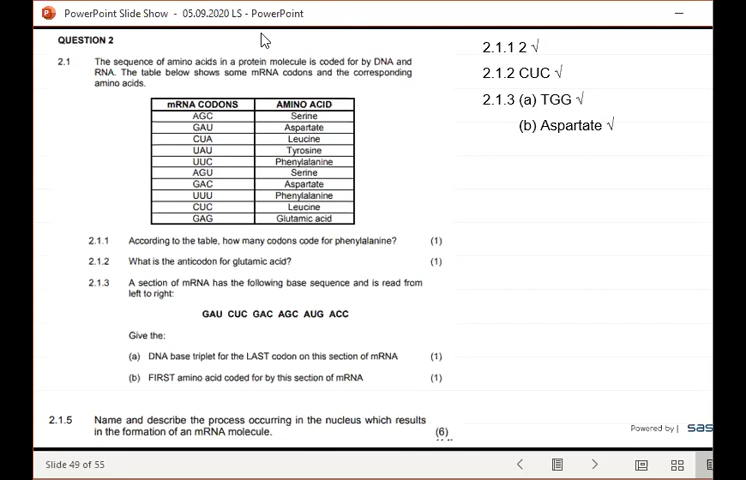 PowerPoint Slide Show - 05.09.2020 LS - PowerPoint
QUESTION 2
2.1 The sequence of amino acids in a protein molecule is coded for by DNA and
RNA. The table below shows some mRNA codons and the corresponding
amino acids.
mRNA CODONS AMINO ACID
AGC Serine
GAU Aspartate
CUA Leucine
UAU Tyrosine
UUC Phenylalanine
AGU Serine
GAC Aspartate
UUU Phenylalanine
CUC Leucine
GAG Glutamic acid
2.1.1 According to the table, how many codons code for phenylalanine? (1)
2.1.2 What is the anticodon for glutamic acid? (1)
2.1.3 A section of mRNA has the following base sequence and is read from
left to right:
GAU CUC GAC AGC AUG ACC
Give the:
(a) DNA base triplet for the LAST codon on this section of mRNA (1)
(b) FIRST amino acid coded for by this section of mRNA (1)
2.1.5 Name and describe the process occurring in the nucleus which results
in the formation of an mRNA molecule. (6)
2.1.1 2 √
2.1.2 CUC √
2.1.3 (a) TGG √
(b) Aspartate √
Powered by | sas
Slide 49 of 55